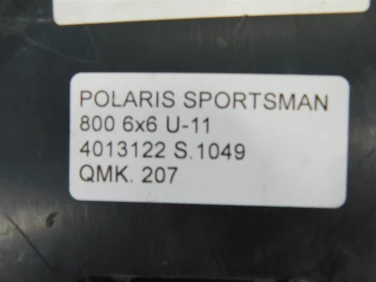 POLARIS SPORTSMAN
800 6x6 U-11
4013122 S.1049
QMK. 207